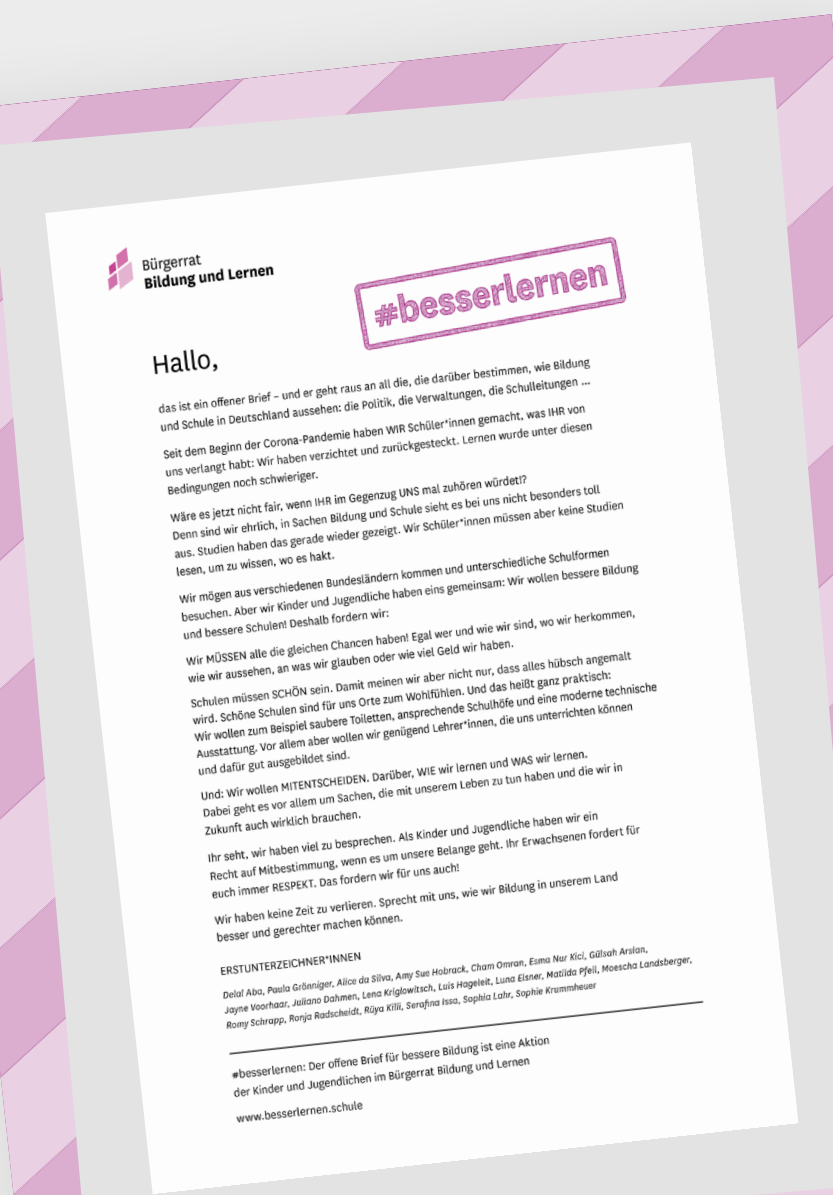 Bürgerrat
Bildung und Lernen
#besserlernen
Hallo,
das ist ein offener Brief – und er geht raus an all die, die darüber bestimmen, wie Bildung
und Schule in Deutschland aussehen: die Politik, die Verwaltungen, die Schulleitungen ...
Seit dem Beginn der Corona-Pandemie haben WIR Schüler*innen gemacht, was IHR von
uns verlangt habt: Wir haben verzichtet und zurückgesteckt. Lernen wurde unter diesen
Bedingungen noch schwieriger.
Wäre es jetzt nicht fair, wenn IHR im Gegenzug UNS mal zuhören würdet!?
Denn sind wir ehrlich, in Sachen Bildung und Schule sieht es bei uns nicht besonders toll
aus. Studien haben das gerade wieder gezeigt. Wir Schüler*innen müssen aber keine Studien
lesen, um zu wissen, wo es hakt.
Wir mögen aus verschiedenen Bundesländern kommen und unterschiedliche Schulformen
besuchen. Aber wir Kinder und Jugendliche haben eins gemeinsam: Wir wollen bessere Bildung
und bessere Schulen! Deshalb fordern wir:
Wir MÜSSEN alle die gleichen Chancen haben! Egal wer und wie wir sind, wo wir herkommen,
wie wir aussehen, an was wir glauben oder wie viel Geld wir haben.
Schulen müssen SCHÖN sein. Damit meinen wir aber nicht nur, dass alles hübsch angemalt
wird. Schöne Schulen sind für uns Orte zum Wohlfühlen. Und das heißt ganz praktisch:
Wir wollen zum Beispiel saubere Toiletten, ansprechende Schulhöfe und eine moderne technische
Ausstattung. Vor allem aber wollen wir genügend Lehrer*innen, die uns unterrichten können
und dafür gut ausgebildet sind.
Und: Wir wollen MITENTSCHEIDEN. Darüber, WIE wir lernen und WAS wir lernen.
Dabei geht es vor allem um Sachen, die mit unserem Leben zu tun haben und die wir in
Zukunft auch wirklich brauchen.
Ihr seht, wir haben viel zu besprechen. Als Kinder und Jugendliche haben wir ein
Recht auf Mitbestimmung, wenn es um unsere Belange geht. Ihr Erwachsenen fordert für
euch immer RESPEKT. Das fordern wir für uns auch!
Wir haben keine Zeit zu verlieren. Sprecht mit uns, wie wir Bildung in unserem Land
besser und gerechter machen können.
ERSTUNTERZEICHNER*INNEN
Delal Aba, Paula Grönniger, Alice da Silva, Amy Sue Hobrack, Cham Omran, Esma Nur Kici, Gülsah Arslan,
Jayne Voorhaar, Juliano Dahmen, Lena Kriglowitsch, Luis Hageleit, Luna Elsner, Matilda Pfeil, Moescha Landsberger,
Romy Schrapp, Ronja Radscheidt, Rüya Kilii, Serafina Issa, Sophia Lahr, Sophie Krummheuer
#besserlernen: Der offene Brief für bessere Bildung ist eine Aktion
der Kinder und Jugendlichen im Bürgerrat Bildung und Lernen
www.besserlernen.schule